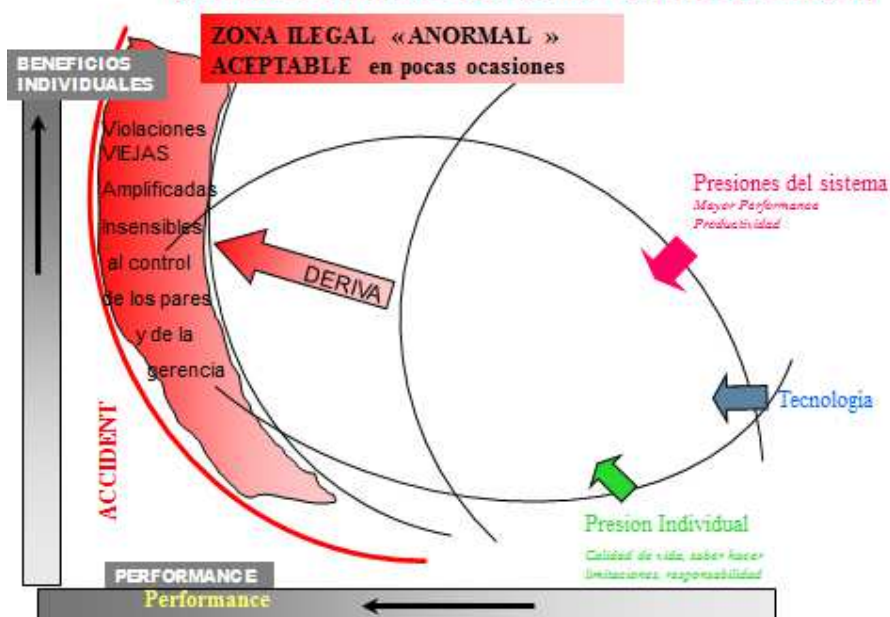 ZONA ILEGAL « ANORMAL »
ACEPTABLE en pocas ocasiones
BENEFICIOS
INDIVIDUALES
Violaciones
VIEJAS
Amplificadas
insensibles
al control
de los pares
y de la
gerencia
DERIVA
Presiones del sistema
Mayor Performance
Productividad
Tecnologia
Presion Individual
Calidad de vida, saber hacer
limitaciones, responsabilidad
ACCIDENT
PERFORMANCE
Performance